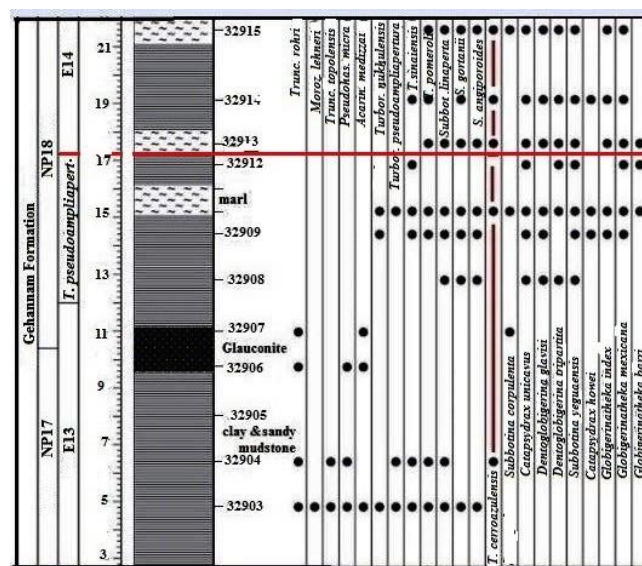 Gehannam Formation
NP18
NP17
E14
T. pseudoampliapert.
E13
21
19
17
15
13
11
9
7
5
3
32915
32914
32913
32912
marl
32909
32908
32907
Glauconite
32906
32905
clay & sandy
mudstone
32904
32903
Trunc. rohri
Moroz. lehneri
Trunc. topolensis
Pseudohas. micra
Acarin. medizzai
Turbor. nukhulensis
Turbor. pseudoampliapertura
T.sinaiensis
T. pomeroli
Subbot. linaperta
S. gortanii
S. angiporoides
T. cerroazulensis
Subbotina corpulenta
Catapsydrax unicavus
Dentoglobigerina glavisi
Dentoglobigerina tripartita
Subbotina yeguaensis
Catapsydrax howei
Globigerinatheka index
Globigerinatheka mexicana
Globigerinatheka barri